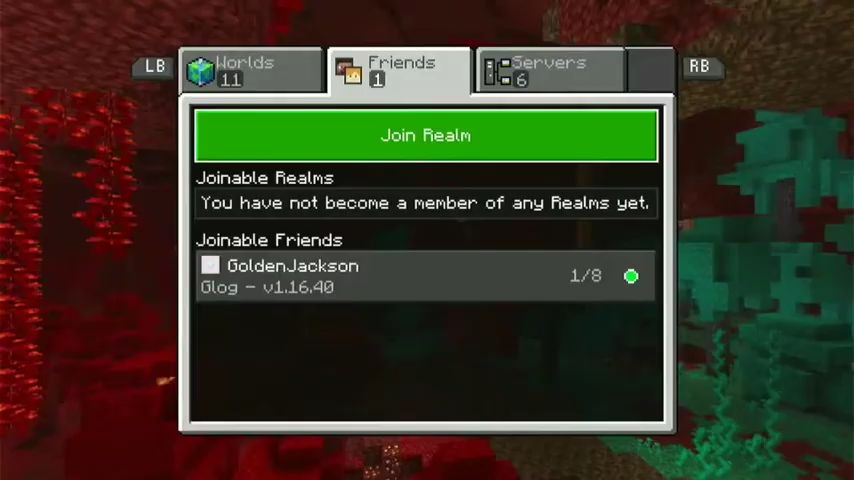 LB
Worlds
11
Friends
1
Servers
6
RB
Join Realm
Joinable Realms
You have not become a member of any Realms yet.
Joinable Friends
GoldenJackson
Glog - v1.16.40
1/8